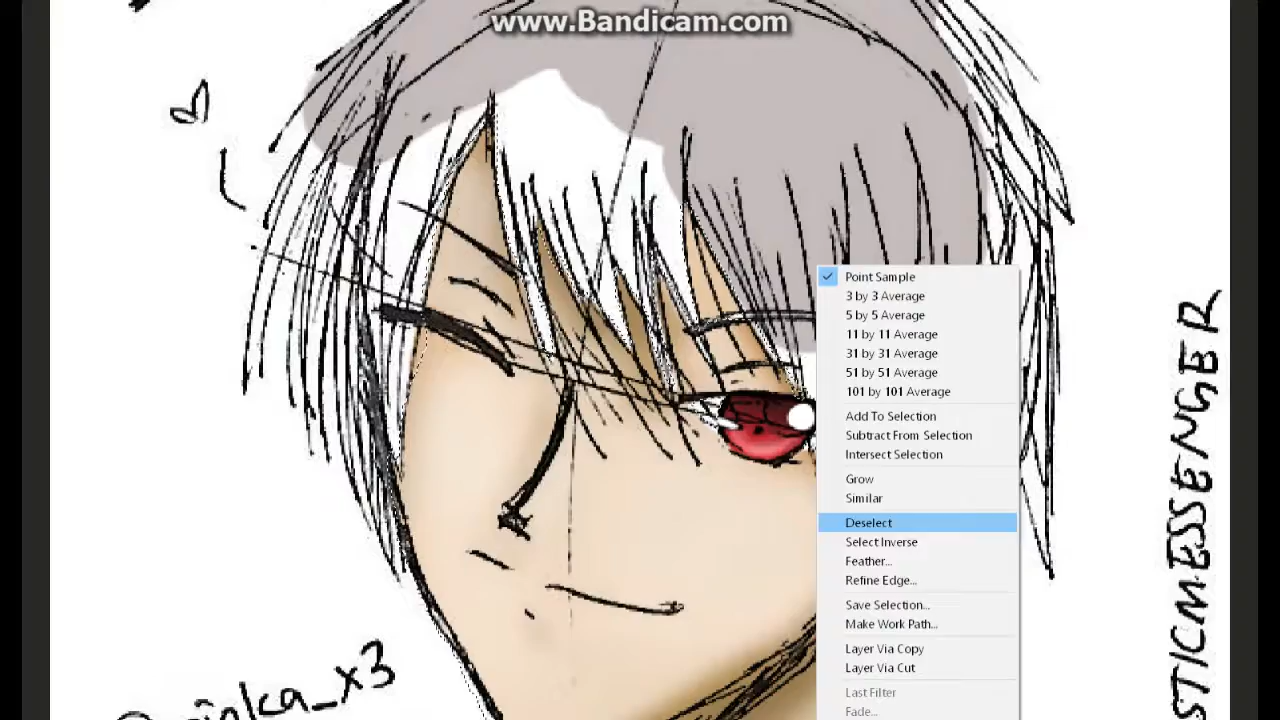 www.Bandicam.com
Point Sample
3 by 3 Average
5 by 5 Average
11 by 11 Average
31 by 31 Average
51 by 51 Average
101 by 101 Average
Add To Selection
Subtract From Selection
Intersect Selection
Grow
Similar
Deselect
Select Inverse
Feather...
Refine Edge...
Save Selection...
Make Work Path...
Layer Via Copy
Layer Via Cut
Last Filter
Fade...
STICMESSENGER